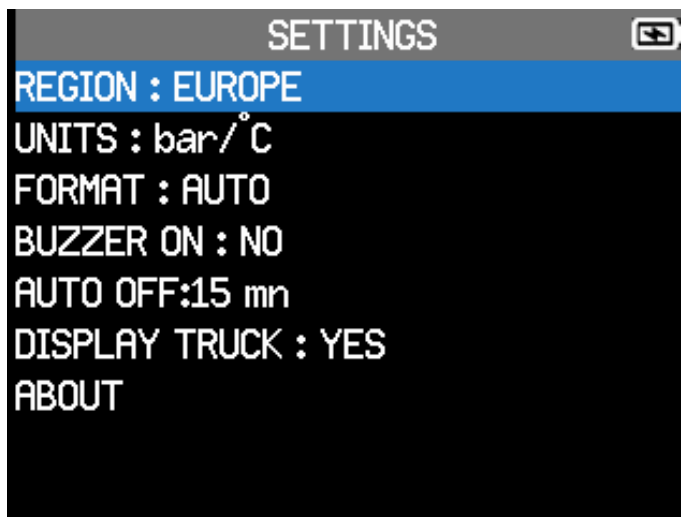 SETTINGS
REGION : EUROPE
UNITS : bar/°C
FORMAT : AUTO
BUZZER ON : NO
AUTO OFF:15 mn
DISPLAY TRUCK : YES
ABOUT